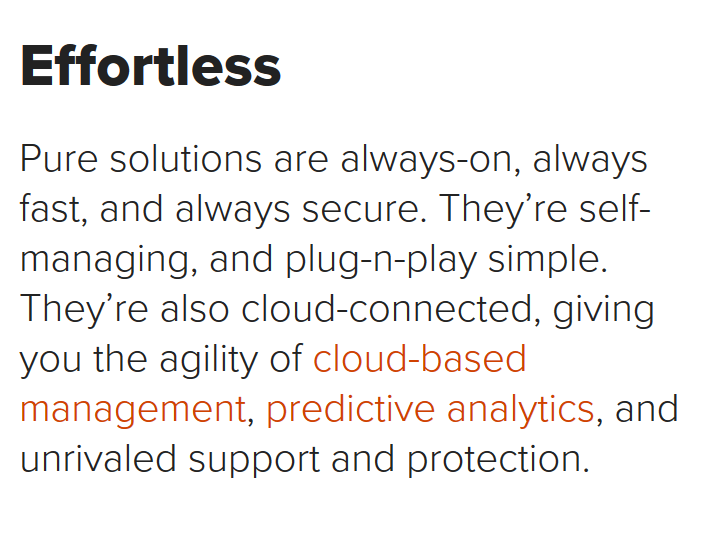 Effortless
Pure solutions are always-on, always
fast, and always secure. They’re self-
managing, and plug-n-play simple.
They’re also cloud-connected, giving
you the agility of cloud-based
management, predictive analytics, and
unrivaled support and protection.